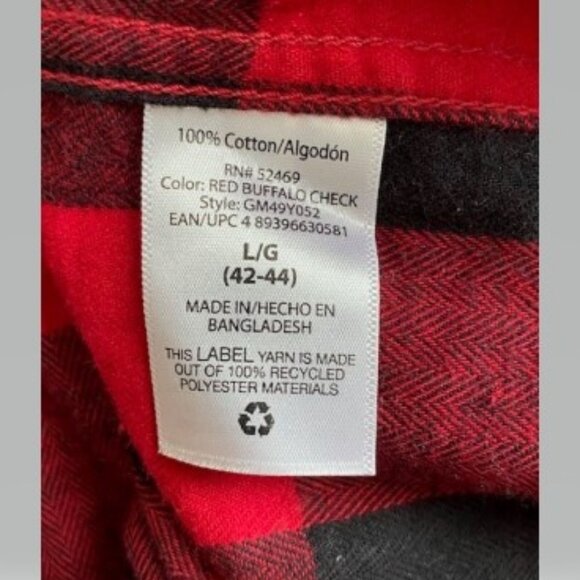 100% Cotton/Algodón
RN# 52469
Color: RED BUFFALO CHECK
Style: GM49Y052
EAN/UPC 4 89396630581
L/G
(42-44)
MADE IN/HECHO EN
BANGLADESH
THIS LABEL YARN IS MADE
OUT OF 100% RECYCLED
POLYESTER MATERIALS